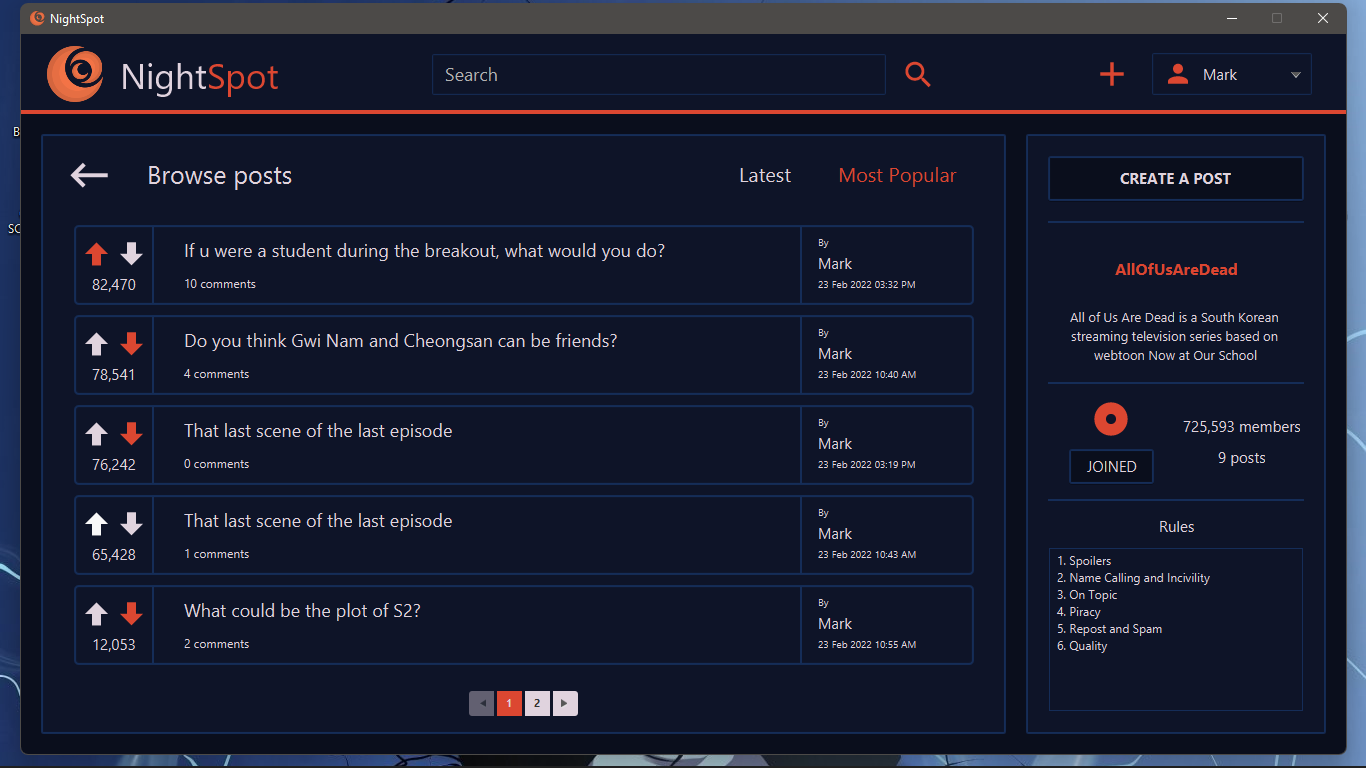 NightSpot
NightSpot
Search
Mark
B
SC
Browse posts
Latest
Most Popular
82,470
If u were a student during the breakout, what would you do?
10 comments
By
Mark
23 Feb 2022 03:32 PM
78,541
Do you think Gwi Nam and Cheongsan can be friends?
4 comments
By
Mark
23 Feb 2022 10:40 AM
76,242
That last scene of the last episode
0 comments
By
Mark
23 Feb 2022 03:19 PM
65,428
That last scene of the last episode
1 comments
By
Mark
23 Feb 2022 10:43 AM
12,053
What could be the plot of S2?
2 comments
By
Mark
23 Feb 2022 10:55 AM
1 2
CREATE A POST
AllOfUsAreDead
All of Us Are Dead is a South Korean
streaming television series based on
webtoon Now at Our School
725,593 members
JOINED
9 posts
Rules
1. Spoilers
2. Name Calling and Incivility
3. On Topic
4. Piracy
5. Repost and Spam
6. Quality